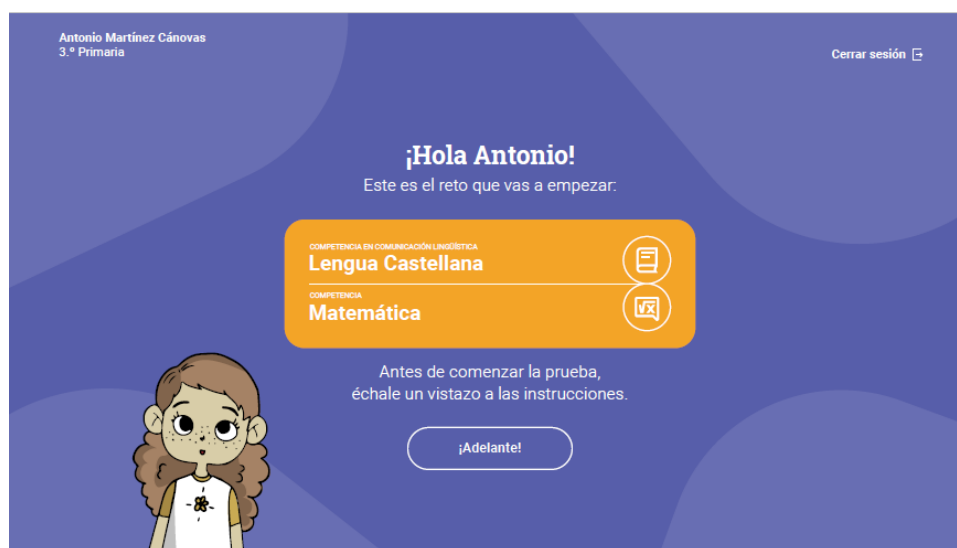 Antonio Martínez Cánovas
3.º Primaria
Cerrar sesión
¡Hola Antonio!
Este es el reto que vas a empezar:
COMPETENCIA EN COMUNICACIÓN LINGÜÍSTICA
Lengua Castellana
COMPETENCIA
Matemática
√x
Antes de comenzar la prueba,
échale un vistazo a las instrucciones.
¡Adelante!